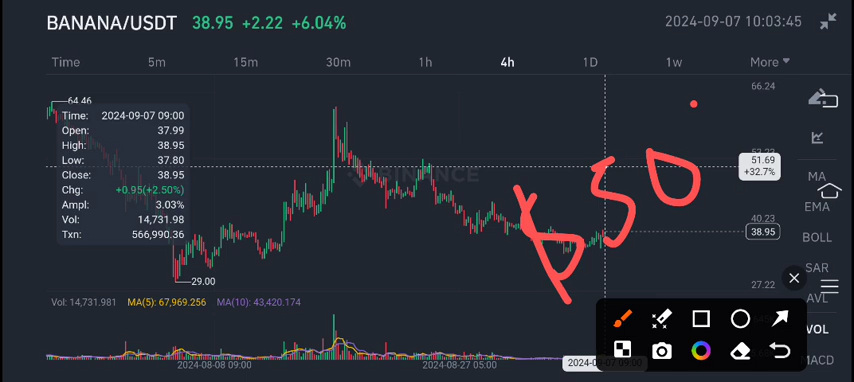 BANANA/USDT 38.95 +2.22 +6.04% 2024-09-07 10:03:45
Time 5m 15m 30m 1h 4h 1D 1w More
66.24
64.46
Time: 2024-09-07 09:00
Open: 37.99
High: 38.95
Low: 37.80
Close: 38.95
Chg: +0.95(+2.50%)
Ampl: 3.03%
Vol: 14,731.98
Txn: 566,990.36
BINANCE
51.69
+32.7%
40.23
38.95
29.00
27.22
50
MA
EMA
BOLL
SAR
AVL
VOL
MACD
Vol: 14,731.981 MA(5): 67,969.256 MA(10): 43,420.174
2024-08-08 09:00 2024-08-27 05:00